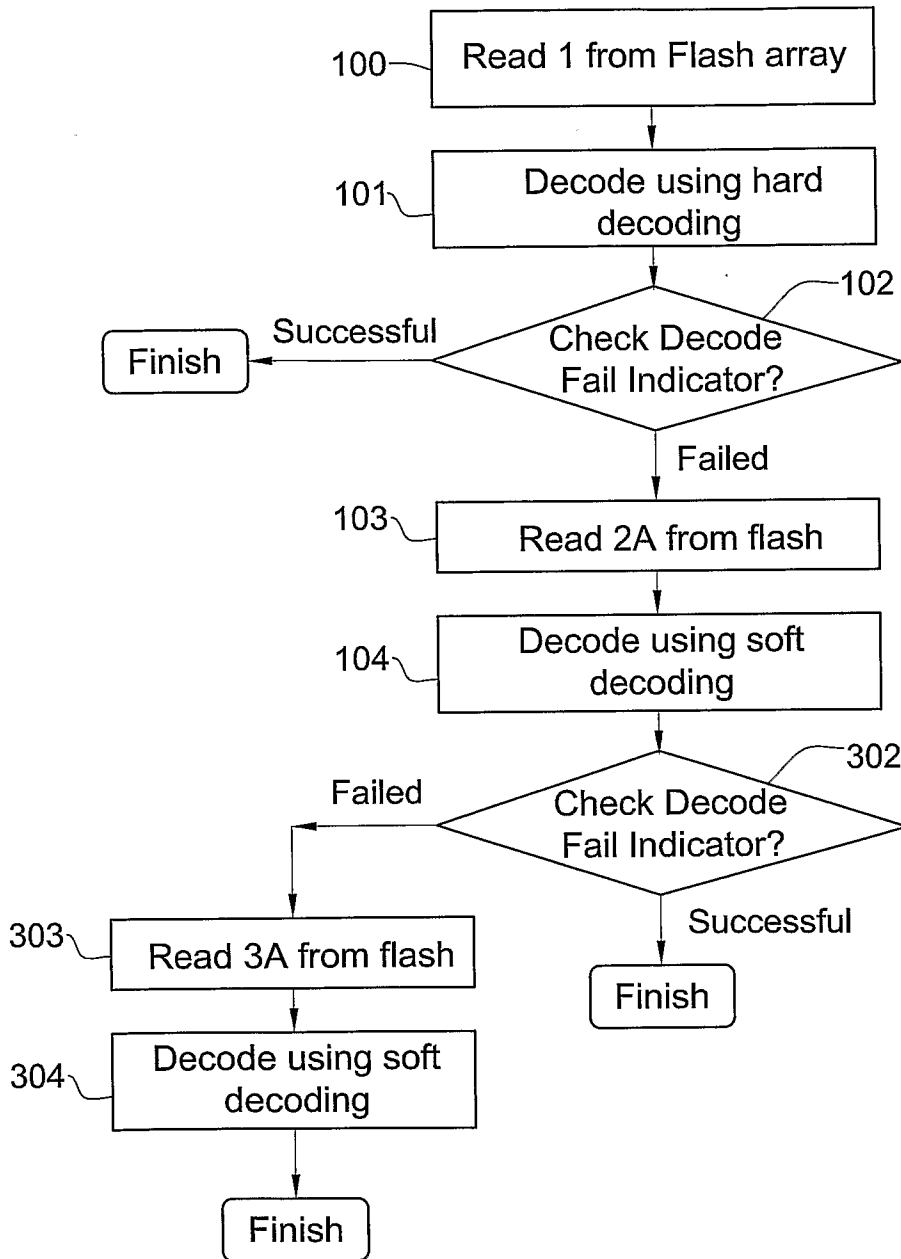 100
Read 1 from Flash array
101
Decode using hard
decoding
102
Check Decode
Fail Indicator?
Successful
Finish
Failed
103
Read 2A from flash
104
Decode using soft
decoding
302
Check Decode
Fail Indicator?
Failed
Successful
Finish
303
Read 3A from flash
304
Decode using soft
decoding
Finish